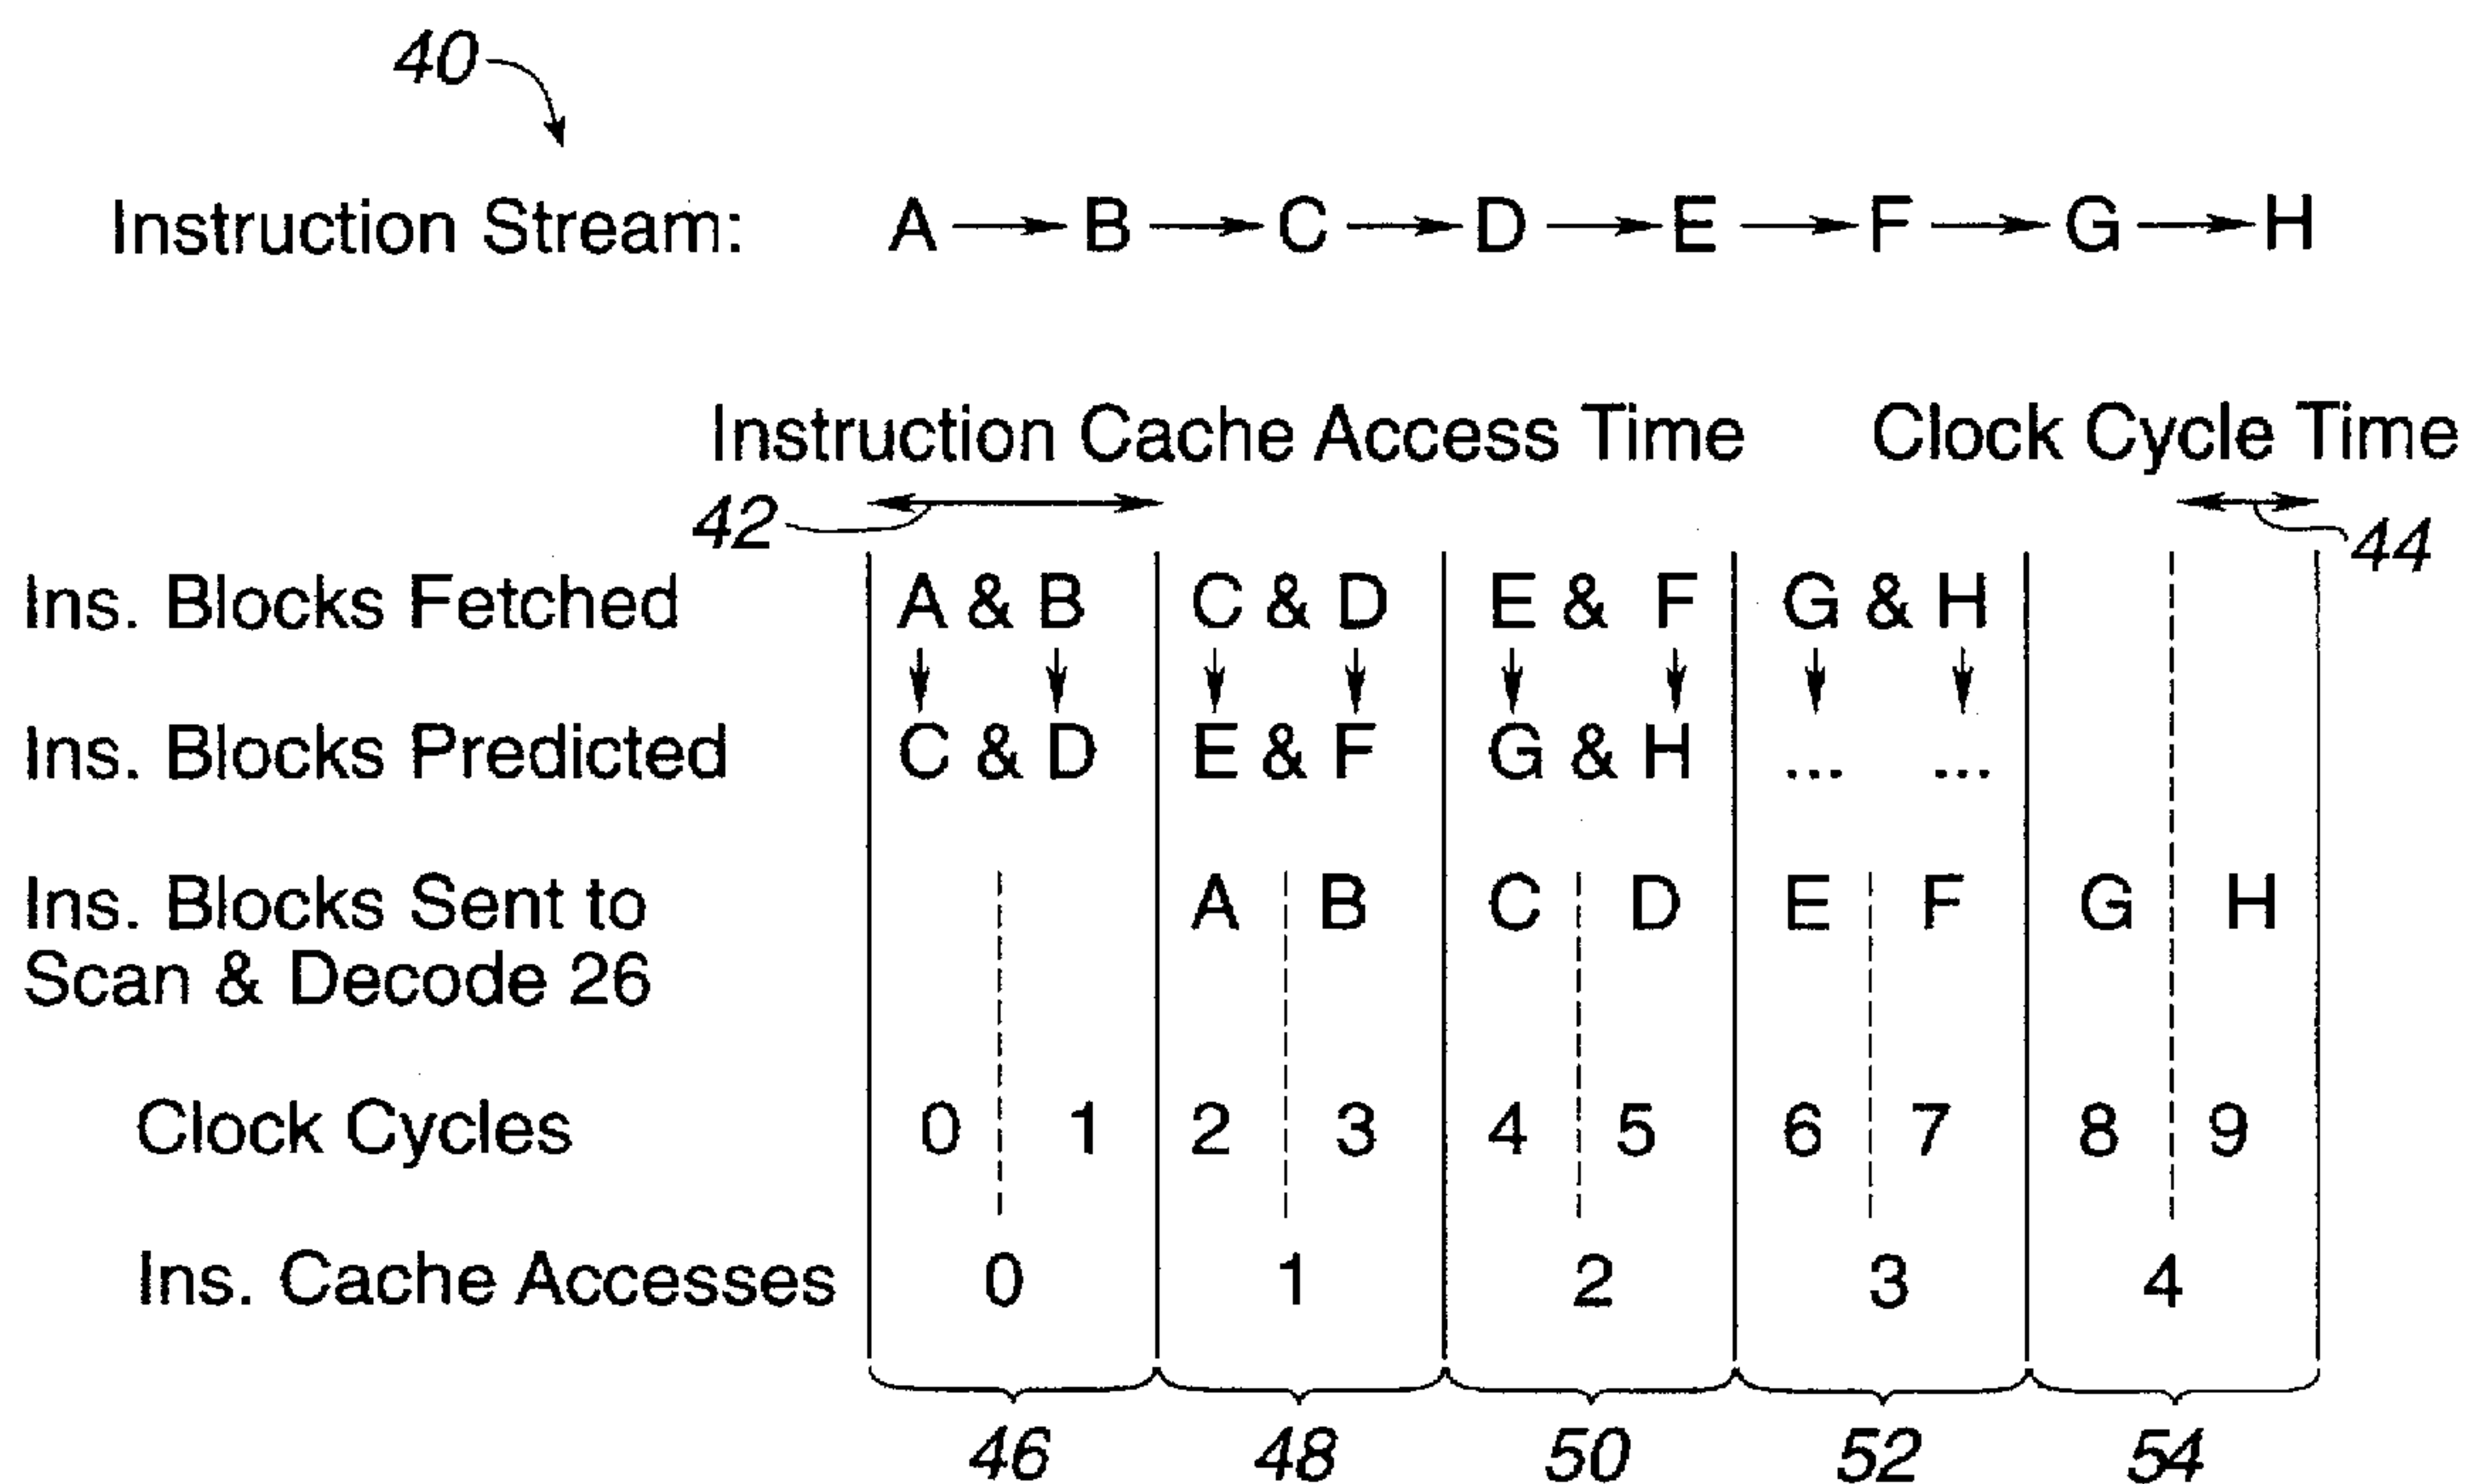 40
Instruction Stream: A B C D E F G H
Instruction Cache Access Time Clock Cycle Time
42 44
Ins. Blocks Fetched A & B C & D E & F G & H
Ins. Blocks Predicted C & D E & F G & H ... ...
Ins. Blocks Sent to A B C D E F G H
Scan & Decode 26
Clock Cycles 0 1 2 3 4 5 6 7 8 9
Ins. Cache Accesses 0 1 2 3 4
46 48 50 52 54